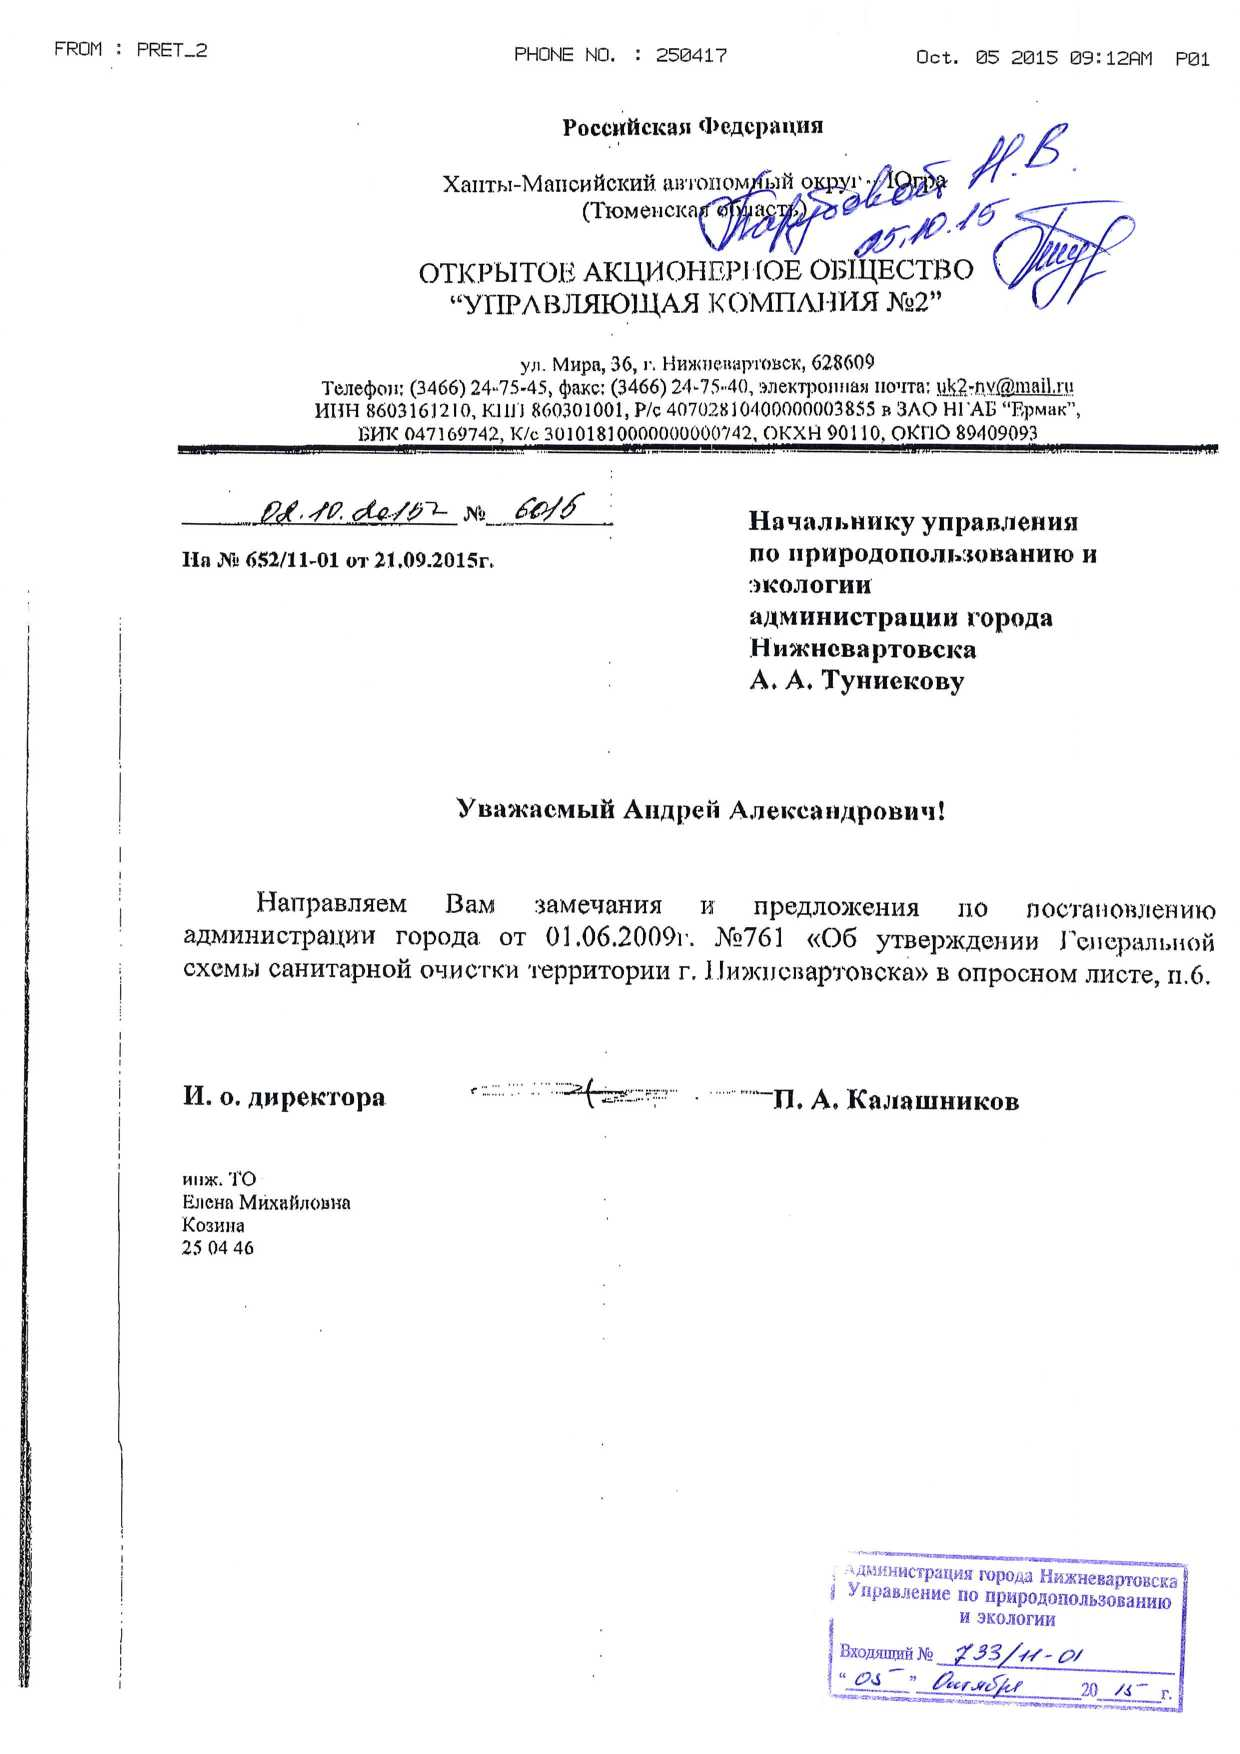 FROM : PRET_2 PHONE NO. : 250417 Oct. 05 2015 09:12AM P01
Российская Федерация
Ханты-Мансийский автономный округ - Югра
(Тюменская область)
Н.В.
05.10.15
ОТКРЫТОЕ АКЦИОНЕРНОЕ ОБЩЕСТВО
“УПРАВЛЯЮЩАЯ КОМПАНИЯ №2”
ул. Мира, 36, г. Нижневартовск, 628609
Телефон: (3466) 24-75-45, факс: (3466) 24-75-40, электронная почта: uk2-nv@mail.ru
ИНН 8603161210, КПП 860301001, Р/с 40702810400000003855 в ЗАО НГАБ “Ермак”,
БИК 047169742, К/с 30101810000000000742, ОКХН 90110, ОКПО 89409093
02.10.2015г № 6015
На № 652/11-01 от 21.09.2015г.
Начальнику управления
по природопользованию и
экологии
администрации города
Нижневартовска
А. А. Туниекову
Уважаемый Андрей Александрович!
Направляем Вам замечания и предложения по постановлению
администрации города от 01.06.2009г. №761 «Об утверждении Генеральной
схемы санитарной очистки территории г. Нижневартовска» в опросном листе, п.6.
И. о. директора П. А. Калашников
инж. ТО
Елена Михайловна
Козина
25 04 46
Администрация города Нижневартовска
Управление по природопользованию
и экологии
Входящий № 733/11-01
“ 05 ” Октября 20 15 г.